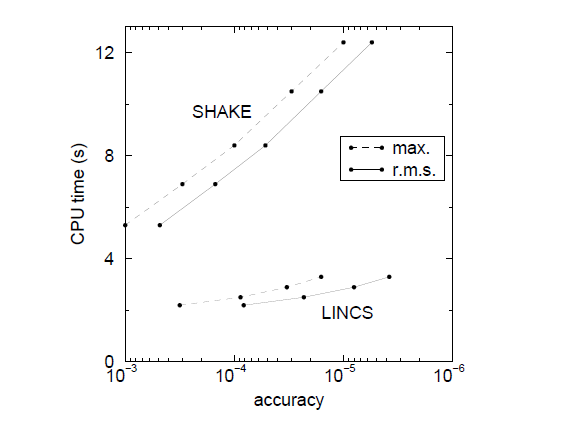 12
SHAKE
max.
r.m.s.
8
CPU time (s)
4
LINCS
0
10⁻³ 10⁻⁴ 10⁻⁵ 10⁻⁶
accuracy